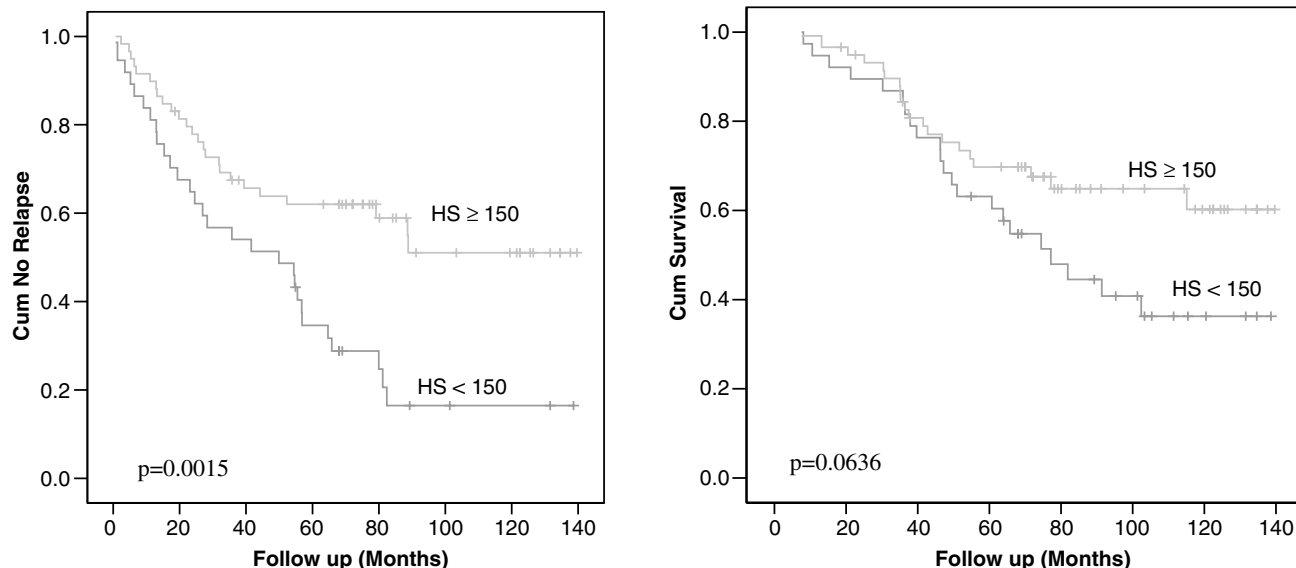 1.0
0.8
0.6
0.4
0.2
0.0
Cum No Relapse
HS ≥ 150
HS < 150
p=0.0015
0 20 40 60 80 100 120 140
Follow up (Months)
1.0
0.8
0.6
0.4
0.2
0.0
Cum Survival
HS ≥ 150
HS < 150
p=0.0636
0 20 40 60 80 100 120 140
Follow up (Months)